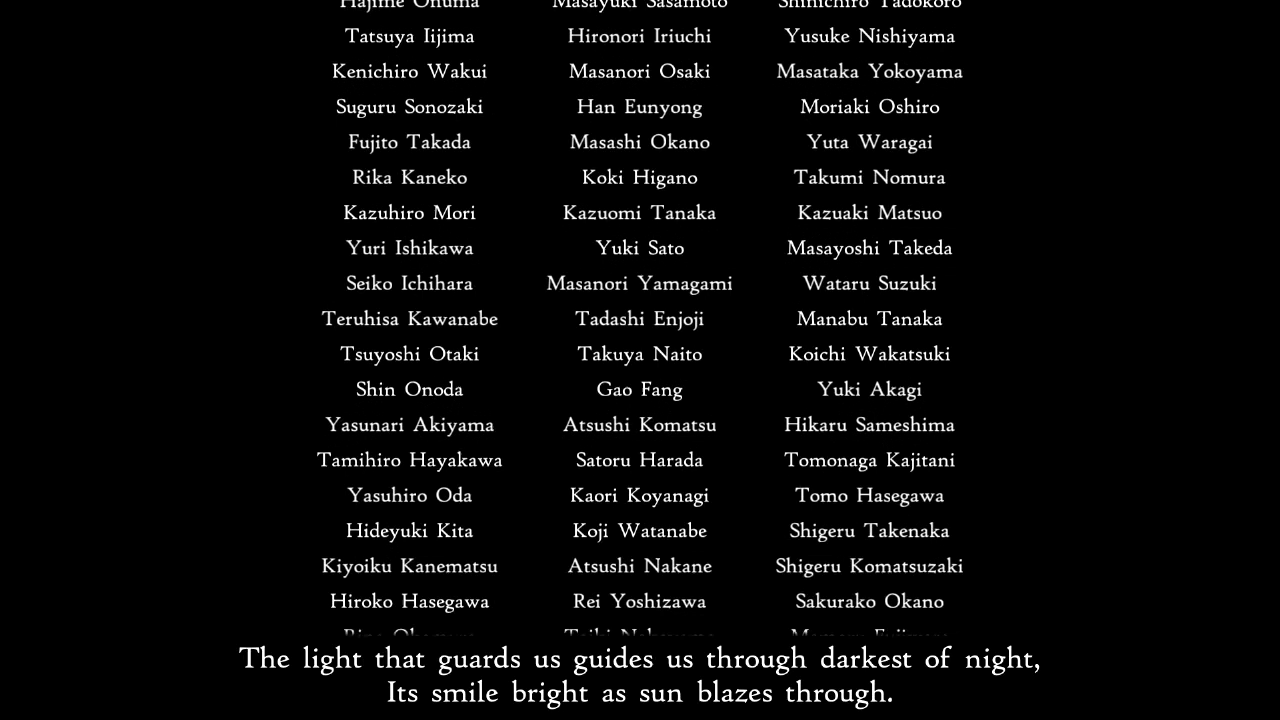 Hajime Onuma Masayuki Sasamoto Shinichiro Tadokoro
Tatsuya Iijima Hironori Iriuchi Yusuke Nishiyama
Kenichiro Wakui Masanori Osaki Masataka Yokoyama
Suguru Sonozaki Han Eunyong Moriaki Oshiro
Fujito Takada Masashi Okano Yuta Waragai
Rika Kaneko Koki Higano Takumi Nomura
Kazuhiro Mori Kazuomi Tanaka Kazuaki Matsuo
Yuri Ishikawa Yuki Sato Masayoshi Takeda
Seiko Ichihara Masanori Yamagami Wataru Suzuki
Teruhisa Kawanabe Tadashi Enjoji Manabu Tanaka
Tsuyoshi Otaki Takuya Naito Koichi Wakatsuki
Shin Onoda Gao Fang Yuki Akagi
Yasunari Akiyama Atsushi Komatsu Hikaru Sameshima
Tamihiro Hayakawa Satoru Harada Tomonaga Kajitani
Yasuhiro Oda Kaori Koyanagi Tomo Hasegawa
Hideyuki Kita Koji Watanabe Shigeru Takenaka
Kiyoiku Kanematsu Atsushi Nakane Shigeru Komatsuzaki
Hiroko Hasegawa Rei Yoshizawa Sakurako Okano
The light that guards us guides us through darkest of night,
Its smile bright as sun blazes through.